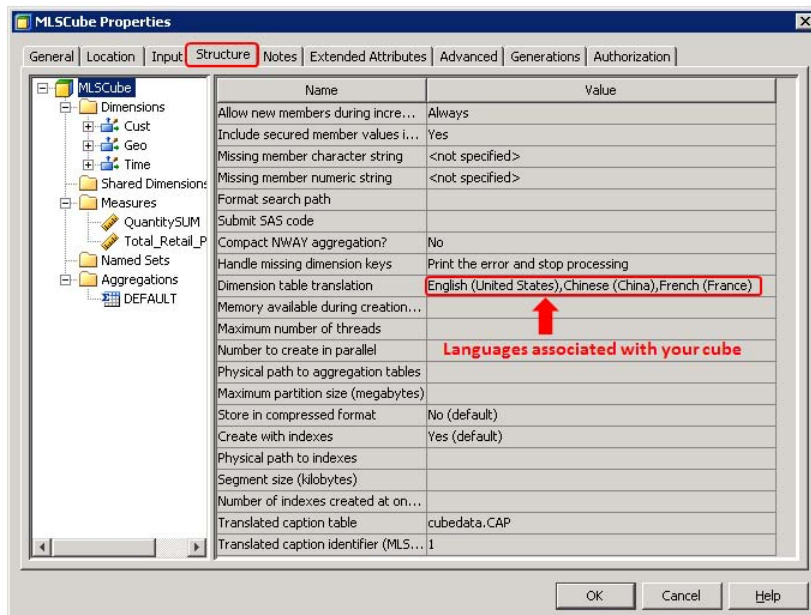 MLSCube Properties
General Location Input Structure Notes Extended Attributes Advanced Generations Authorization
MLSCube
Dimensions
Cust
Geo
Time
Shared Dimensions
Measures
QuantitySUM
Total_Retail_P
Named Sets
Aggregations
DEFAULT
Name Value
Allow new members during incre... Always
Include secured member values i... Yes
Missing member character string <not specified>
Missing member numeric string <not specified>
Format search path
Submit SAS code
Compact NWAY aggregation? No
Handle missing dimension keys Print the error and stop processing
Dimension table translation English (United States),Chinese (China),French (France)
Memory available during creation...
Maximum number of threads
Number to create in parallel
Languages associated with your cube
Physical path to aggregation tables
Maximum partition size (megabytes)
Store in compressed format No (default)
Create with indexes Yes (default)
Physical path to indexes
Segment size (kilobytes)
Number of indexes created at on...
Translated caption table cubedata.CAP
Translated caption identifier (MLS... 1
OK Cancel Help